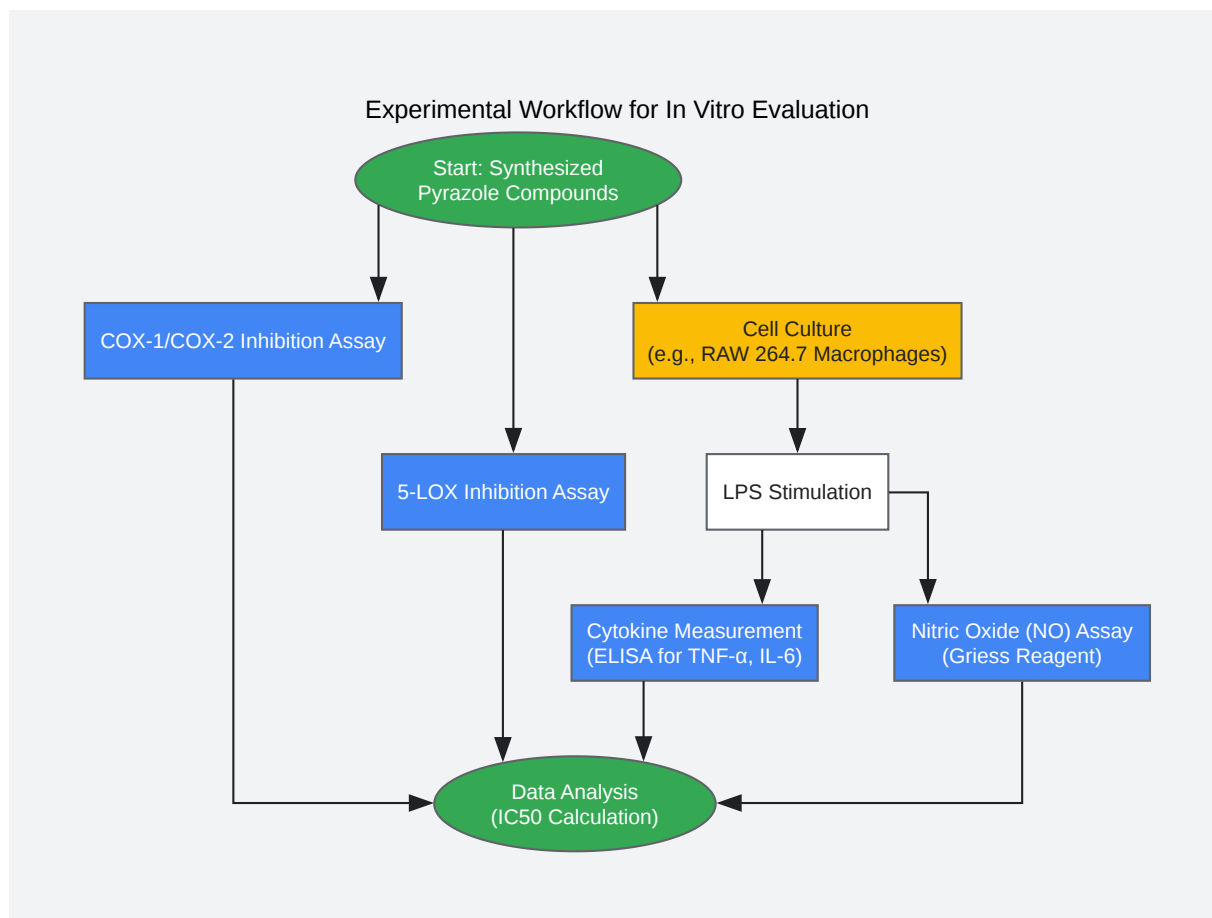 Experimental Workflow for In Vitro Evaluation
Start: Synthesized
Pyrazole Compounds
COX-1/COX-2 Inhibition Assay
Cell Culture
(e.g., RAW 264.7 Macrophages)
5-LOX Inhibition Assay
LPS Stimulation
Cytokine Measurement
(ELISA for TNF-α, IL-6)
Nitric Oxide (NO) Assay
(Griess Reagent)
Data Analysis
(IC50 Calculation)